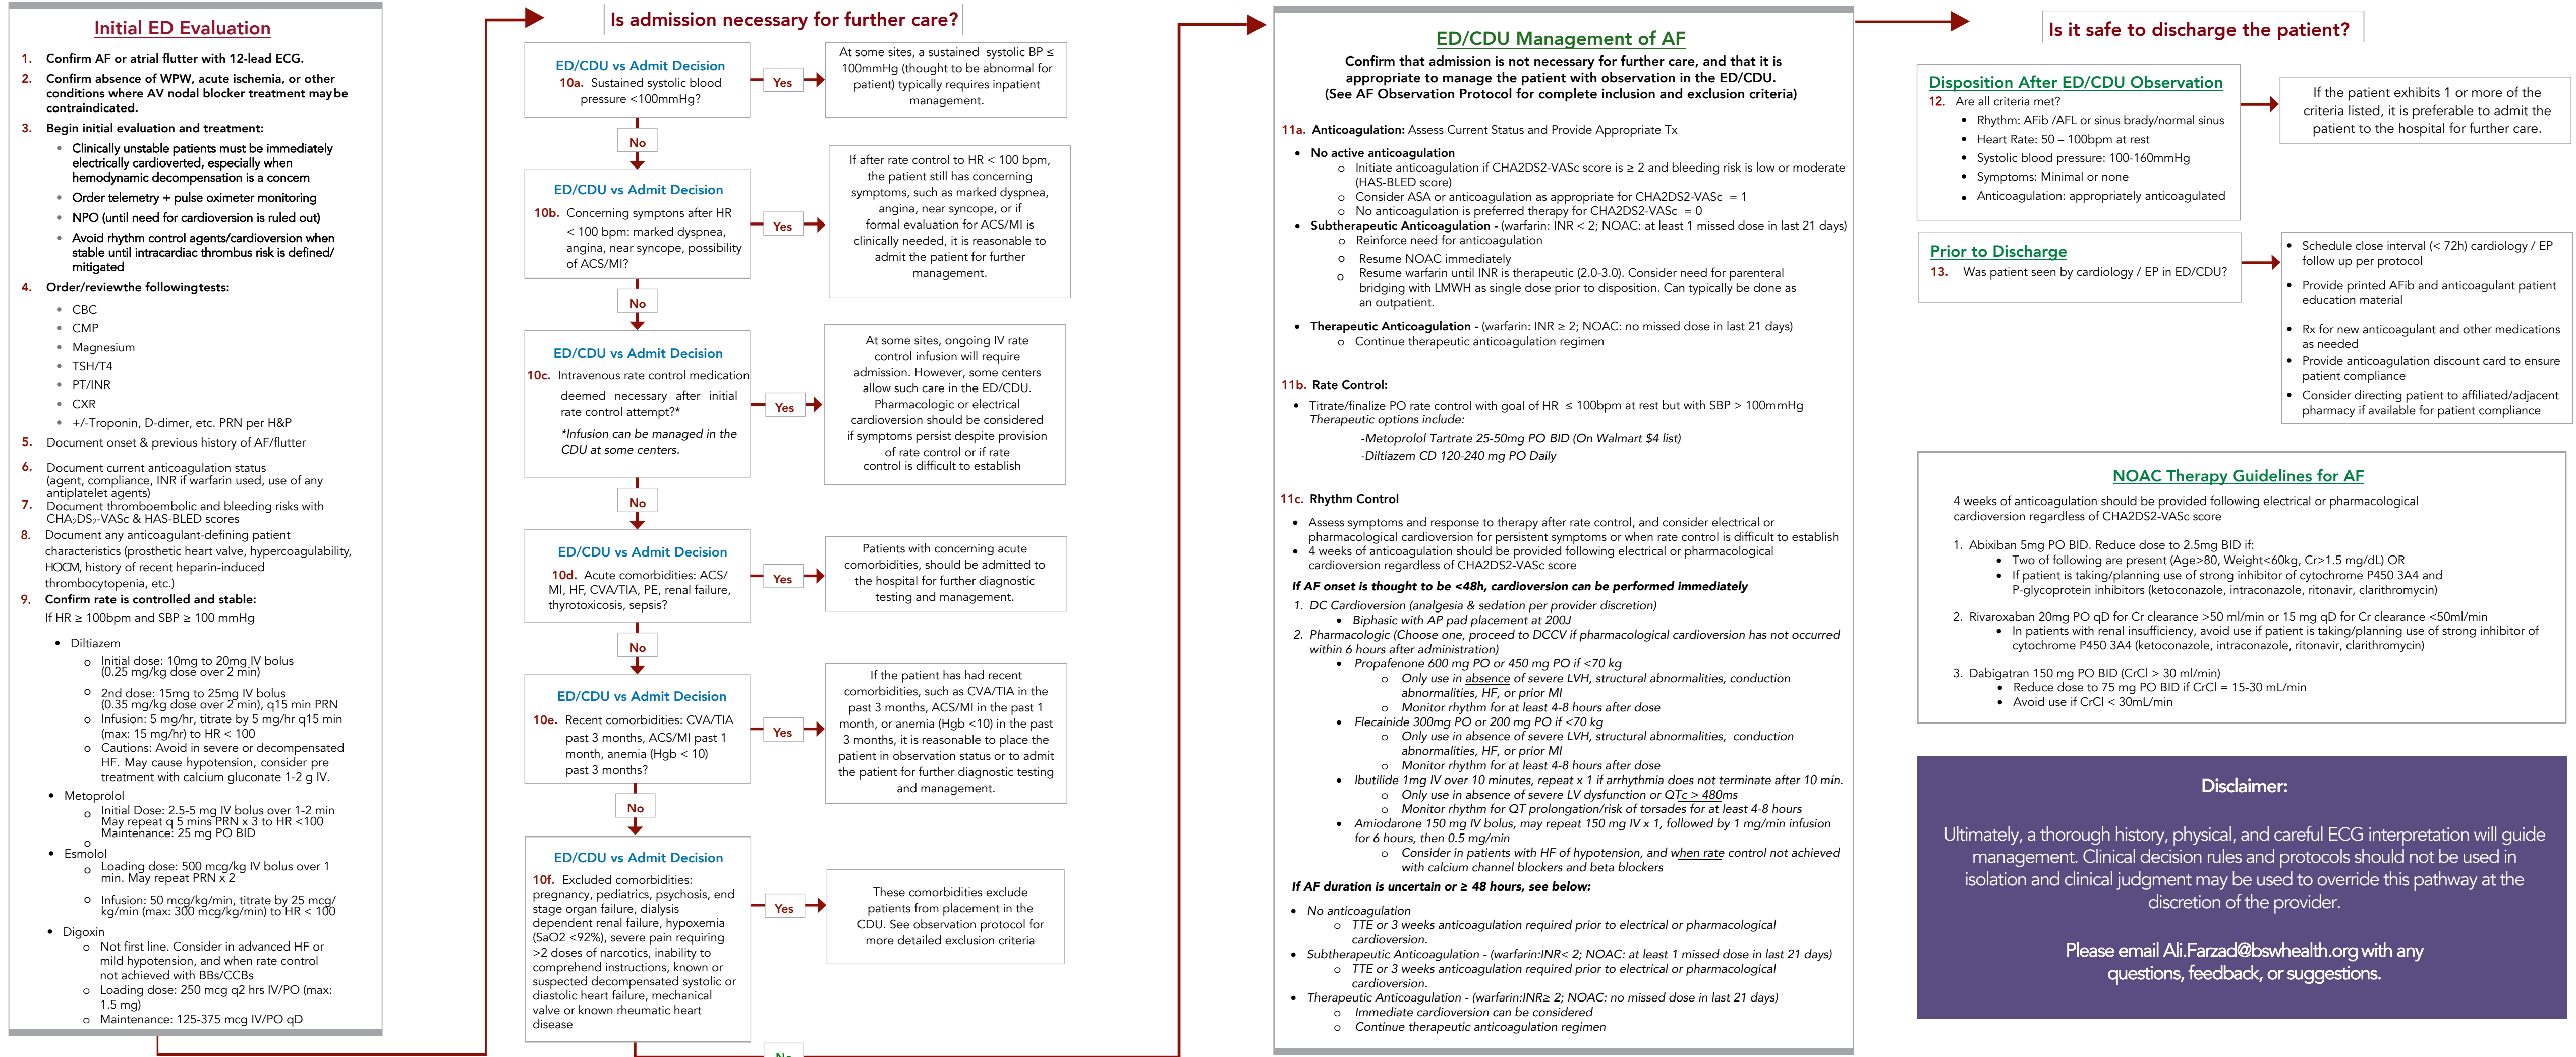 Initial ED Evaluation
1. Confirm AF or atrial flutter with 12-lead ECG.
2. Confirm absence of WPW, acute ischemia, or other
conditions where AV nodal blocker treatment may be
contraindicated.
3. Begin initial evaluation and treatment:
• Clinically unstable patients must be immediately
electrically cardioverted, especially when
hemodynamic decompensation is a concern
• Order telemetry + pulse oximeter monitoring
• NPO (until need for cardioversion is ruled out)
• Avoid rhythm control agents/cardioversion when
stable until intracardiac thrombus risk is defined/
mitigated
4. Order/reviewthe followingtests:
• CBC
• CMP
• Magnesium
• TSH/T4
• PT/INR
• CXR
• +/-Troponin, D-dimer, etc. PRN per H&P
5. Document onset & previous history of AF/flutter
6. Document current anticoagulation status
(agent, compliance, INR if warfarin used, use of any
antiplatelet agents)
7. Document thromboembolic and bleeding risks with
CHA₂DS₂-VASc & HAS-BLED scores
8. Document any anticoagulant-defining patient
characteristics (prosthetic heart valve, hypercoagulability,
HOCM, history of recent heparin-induced
thrombocytopenia, etc.)
9. Confirm rate is controlled and stable:
If HR ≥ 100bpm and SBP ≥ 100 mmHg
• Diltiazem
o Initial dose: 10mg to 20mg IV bolus
(0.25 mg/kg dose over 2 min)
o 2nd dose: 15mg to 25mg IV bolus
(0.35 mg/kg dose over 2 min), q15 min PRN
o Infusion: 5 mg/hr, titrate by 5 mg/hr q15 min
(max: 15 mg/hr) to HR < 100
o Cautions: Avoid in severe or decompensated
HF. May cause hypotension, consider pre
treatment with calcium gluconate 1-2 g IV.
• Metoprolol
o Initial Dose: 2.5-5 mg IV bolus over 1-2 min
May repeat q 5 mins PRN x 3 to HR <100
Maintenance: 25 mg PO BID
o
• Esmolol
o Loading dose: 500 mcg/kg IV bolus over 1
min. May repeat PRN x 2
o Infusion: 50 mcg/kg/min, titrate by 25 mcg/
kg/min (max: 300 mcg/kg/min) to HR < 100
• Digoxin
o Not first line. Consider in advanced HF or
mild hypotension, and when rate control
not achieved with BBs/CCBs
o Loading dose: 250 mcg q2 hrs IV/PO (max:
1.5 mg)
o Maintenance: 125-375 mcg IV/PO qD
Is admission necessary for further care?
ED/CDU vs Admit Decision
10a. Sustained systolic blood
pressure <100mmHg?
Yes
At some sites, a sustained systolic BP ≤
100mmHg (thought to be abnormal for
patient) typically requires inpatient
management.
No
ED/CDU vs Admit Decision
10b. Concerning symptons after HR
< 100 bpm: marked dyspnea,
angina, near syncope, possibility
of ACS/MI?
Yes
If after rate control to HR < 100 bpm,
the patient still has concerning
symptoms, such as marked dyspnea,
angina, near syncope, or if
formal evaluation for ACS/MI is
clinically needed, it is reasonable to
admit the patient for further
management.
No
ED/CDU vs Admit Decision
10c. Intravenous rate control medication
deemed necessary after initial
rate control attempt?*
*Infusion can be managed in the
CDU at some centers.
Yes
At some sites, ongoing IV rate
control infusion will require
admission. However, some centers
allow such care in the ED/CDU.
Pharmacologic or electrical
cardioversion should be considered
if symptoms persist despite provision
of rate control or if rate
control is difficult to establish
No
ED/CDU vs Admit Decision
10d. Acute comorbidities: ACS/
MI, HF, CVA/TIA, PE, renal failure,
thyrotoxicosis, sepsis?
Yes
Patients with concerning acute
comorbidities, should be admitted to
the hospital for further diagnostic
testing and management.
No
ED/CDU vs Admit Decision
10e. Recent comorbidities: CVA/TIA
past 3 months, ACS/MI past 1
month, anemia (Hgb < 10)
past 3 months?
Yes
If the patient has had recent
comorbidities, such as CVA/TIA in the
past 3 months, ACS/MI in the past 1
month, or anemia (Hgb <10) in the past
3 months, it is reasonable to place the
patient in observation status or to admit
the patient for further diagnostic testing
and management.
No
ED/CDU vs Admit Decision
10f. Excluded comorbidities:
pregnancy, pediatrics, psychosis, end
stage organ failure, dialysis
dependent renal failure, hypoxemia
(SaO2 <92%), severe pain requiring
>2 doses of narcotics, inability to
comprehend instructions, known or
suspected decompensated systolic or
diastolic heart failure, mechanical
valve or known rheumatic heart
disease
Yes
These comorbidities exclude
patients from placement in the
CDU. See observation protocol for
more detailed exclusion criteria
No
ED/CDU Management of AF
Confirm that admission is not necessary for further care, and that it is
appropriate to manage the patient with observation in the ED/CDU.
(See AF Observation Protocol for complete inclusion and exclusion criteria)
11a. Anticoagulation: Assess Current Status and Provide Appropriate Tx
• No active anticoagulation
o Initiate anticoagulation if CHA2DS2-VASc score is ≥ 2 and bleeding risk is low or moderate
(HAS-BLED score)
o Consider ASA or anticoagulation as appropriate for CHA2DS2-VASc = 1
o No anticoagulation is preferred therapy for CHA2DS2-VASc = 0
• Subtherapeutic Anticoagulation - (warfarin: INR < 2; NOAC: at least 1 missed dose in last 21 days)
o Reinforce need for anticoagulation
o Resume NOAC immediately
o Resume warfarin until INR is therapeutic (2.0-3.0). Consider need for parenteral
bridging with LMWH as single dose prior to disposition. Can typically be done as
an outpatient.
• Therapeutic Anticoagulation - (warfarin: INR ≥ 2; NOAC: no missed dose in last 21 days)
o Continue therapeutic anticoagulation regimen
11b. Rate Control:
• Titrate/finalize PO rate control with goal of HR ≤ 100bpm at rest but with SBP > 100mmHg
Therapeutic options include:
-Metoprolol Tartrate 25-50mg PO BID (On Walmart $4 list)
-Diltiazem CD 120-240 mg PO Daily
11c. Rhythm Control
• Assess symptoms and response to therapy after rate control, and consider electrical or
pharmacological cardioversion for persistent symptoms or when rate control is difficult to establish
• 4 weeks of anticoagulation should be provided following electrical or pharmacological
cardioversion regardless of CHA2DS2-VASc score
If AF onset is thought to be <48h, cardioversion can be performed immediately
1. DC Cardioversion (analgesia & sedation per provider discretion)
• Biphasic with AP pad placement at 200J
2. Pharmacologic (Choose one, proceed to DCCV if pharmacological cardioversion has not occurred
within 6 hours after administration)
• Propafenone 600 mg PO or 450 mg PO if <70 kg
o Only use in absence of severe LVH, structural abnormalities, conduction
abnormalities, HF, or prior MI
o Monitor rhythm for at least 4-8 hours after dose
• Flecainide 300mg PO or 200 mg PO if <70 kg
o Only use in absence of severe LVH, structural abnormalities, conduction
abnormalities, HF, or prior MI
o Monitor rhythm for at least 4-8 hours after dose
• Ibutilide 1mg IV over 10 minutes, repeat x 1 if arrhythmia does not terminate after 10 min.
o Only use in absence of severe LV dysfunction or QTc > 480ms
o Monitor rhythm for QT prolongation/risk of torsades for at least 4-8 hours
• Amiodarone 150 mg IV bolus, may repeat 150 mg IV x 1, followed by 1 mg/min infusion
for 6 hours, then 0.5 mg/min
o Consider in patients with HF of hypotension, and when rate control not achieved
with calcium channel blockers and beta blockers
If AF duration is uncertain or ≥ 48 hours, see below:
• No anticoagulation
o TTE or 3 weeks anticoagulation required prior to electrical or pharmacological
cardioversion.
• Subtherapeutic Anticoagulation - (warfarin:INR< 2; NOAC: at least 1 missed dose in last 21 days)
o TTE or 3 weeks anticoagulation required prior to electrical or pharmacological
cardioversion.
• Therapeutic Anticoagulation - (warfarin:INR≥ 2; NOAC: no missed dose in last 21 days)
o Immediate cardioversion can be considered
o Continue therapeutic anticoagulation regimen
Is it safe to discharge the patient?
Disposition After ED/CDU Observation
12. Are all criteria met?
• Rhythm: AFib /AFL or sinus brady/normal sinus
• Heart Rate: 50 – 100bpm at rest
• Systolic blood pressure: 100-160mmHg
• Symptoms: Minimal or none
• Anticoagulation: appropriately anticoagulated
If the patient exhibits 1 or more of the
criteria listed, it is preferable to admit the
patient to the hospital for further care.
Prior to Discharge
13. Was patient seen by cardiology / EP in ED/CDU?
• Schedule close interval (< 72h) cardiology / EP
follow up per protocol
• Provide printed AFib and anticoagulant patient
education material
• Rx for new anticoagulant and other medications
as needed
• Provide anticoagulation discount card to ensure
patient compliance
• Consider directing patient to affiliated/adjacent
pharmacy if available for patient compliance
NOAC Therapy Guidelines for AF
4 weeks of anticoagulation should be provided following electrical or pharmacological
cardioversion regardless of CHA2DS2-VASc score
1. Abixiban 5mg PO BID. Reduce dose to 2.5mg BID if:
• Two of following are present (Age>80, Weight<60kg, Cr>1.5 mg/dL) OR
• If patient is taking/planning use of strong inhibitor of cytochrome P450 3A4 and
P-glycoprotein inhibitors (ketoconazole, intraconazole, ritonavir, clarithromycin)
2. Rivaroxaban 20mg PO qD for Cr clearance >50 ml/min or 15 mg qD for Cr clearance <50ml/min
• In patients with renal insufficiency, avoid use if patient is taking/planning use of strong inhibitor of
cytochrome P450 3A4 (ketoconazole, intraconazole, ritonavir, clarithromycin)
3. Dabigatran 150 mg PO BID (CrCl > 30 ml/min)
• Reduce dose to 75 mg PO BID if CrCl = 15-30 mL/min
• Avoid use if CrCl < 30mL/min
Disclaimer:
Ultimately, a thorough history, physical, and careful ECG interpretation will guide
management. Clinical decision rules and protocols should not be used in
isolation and clinical judgment may be used to override this pathway at the
discretion of the provider.
Please email Ali.Farzad@bswhealth.org with any
questions, feedback, or suggestions.